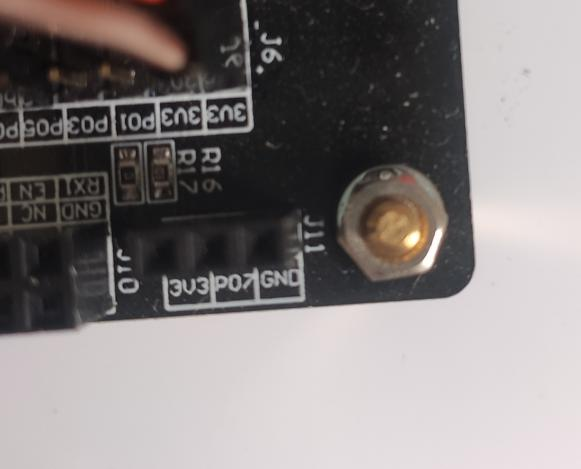 J6
3V3 3V3 P01 P03 P05
R16
R17
RX1 EN
GND NC
J10
J11
3V3 P07 GND